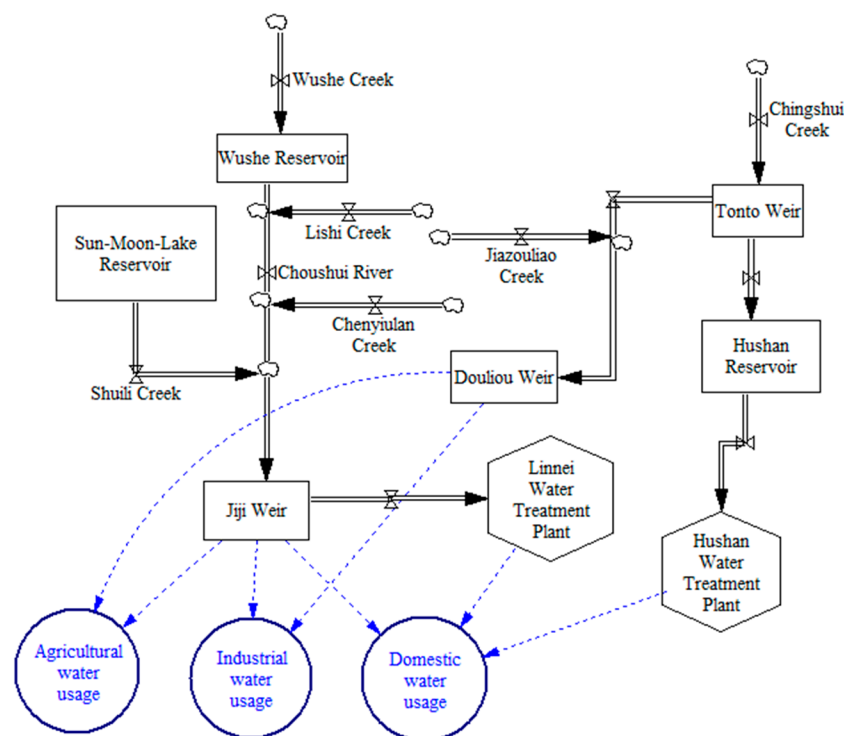 Wushe Creek
Chingshui
Creek
Wushe Reservoir
Tonto Weir
Lishi Creek
Sun-Moon-Lake
Reservoir
Jiazouliao
Creek
Choushui River
Chenyiulan
Creek
Hushan
Reservoir
Douliou Weir
Shuili Creek
Linnei
Water
Treatment
Plant
Jiji Weir
Hushan
Water
Treatment
Plant
Agricultural
water
usage
Industrial
water
usage
Domestic
water
usage